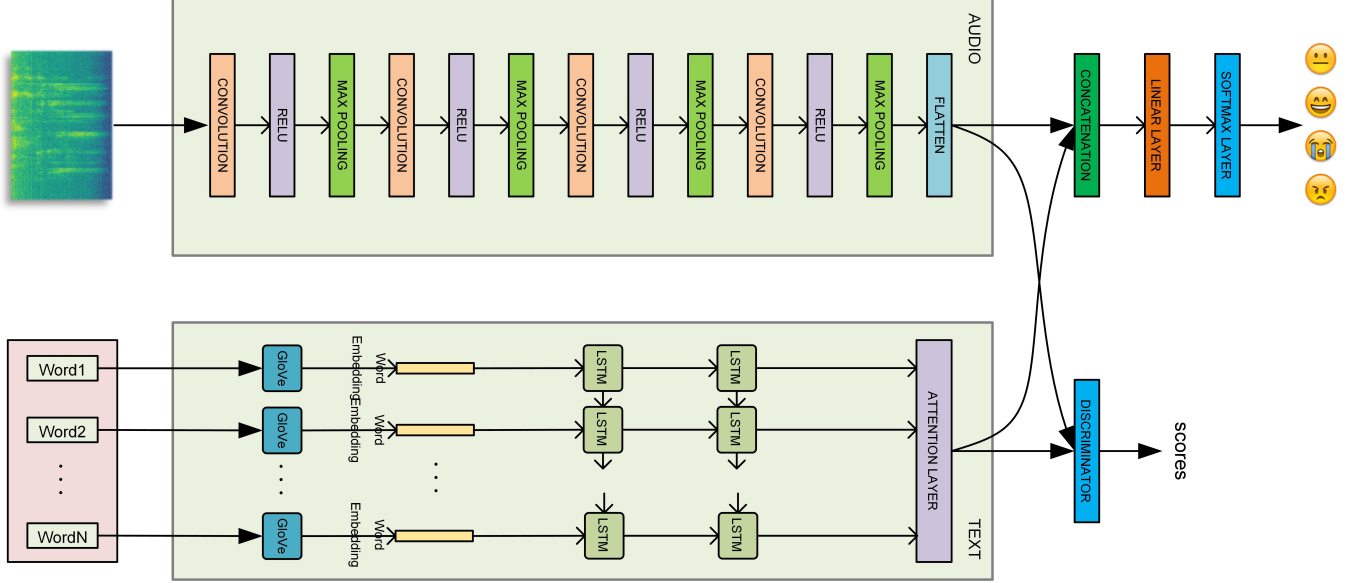 AUDIO
CONVOLUTION
RELU
MAX POOLING
CONVOLUTION
RELU
MAX POOLING
CONVOLUTION
RELU
MAX POOLING
CONVOLUTION
RELU
MAX POOLING
FLATTEN
CONCATENATION
LINEAR LAYER
SOFTMAX LAYER
Word1
GloVe
Word
Embedding
LSTM
LSTM
Word2
GloVe
Word
Embedding
LSTM
LSTM
. . .
. . .
. . .
WordN
GloVe
Word
Embedding
LSTM
LSTM
ATTENTION LAYER
TEXT
DISCRIMINATOR
scores